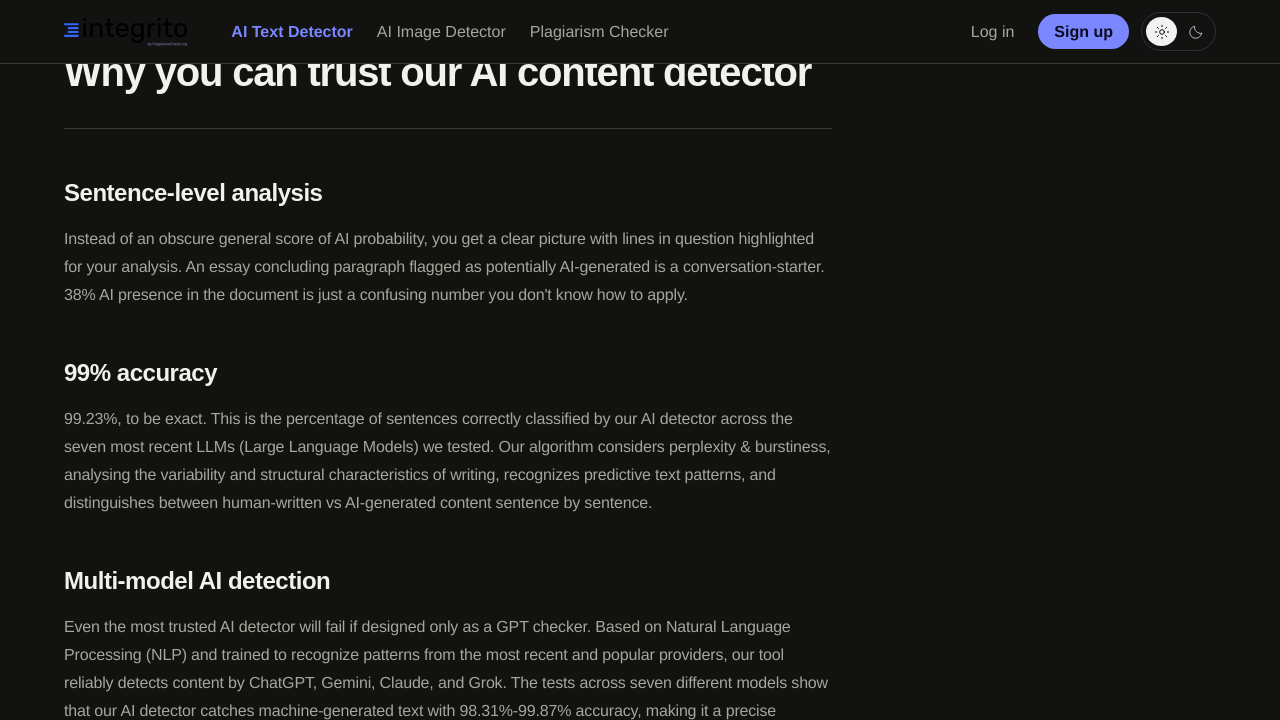 integrito
by PlagiarismCheck.org
AI Text Detector
AI Image Detector
Plagiarism Checker
Log in
Sign up
Why you can trust our AI content detector
Sentence-level analysis
Instead of an obscure general score of AI probability, you get a clear picture with lines in question highlighted
for your analysis. An essay concluding paragraph flagged as potentially AI-generated is a conversation-starter.
38% AI presence in the document is just a confusing number you don't know how to apply.
99% accuracy
99.23%, to be exact. This is the percentage of sentences correctly classified by our AI detector across the
seven most recent LLMs (Large Language Models) we tested. Our algorithm considers perplexity & burstiness,
analysing the variability and structural characteristics of writing, recognizes predictive text patterns, and
distinguishes between human-written vs AI-generated content sentence by sentence.
Multi-model AI detection
Even the most trusted AI detector will fail if designed only as a GPT checker. Based on Natural Language
Processing (NLP) and trained to recognize patterns from the most recent and popular providers, our tool
reliably detects content by ChatGPT, Gemini, Claude, and Grok. The tests across seven different models show
that our AI detector catches machine-generated text with 98.31%-99.87% accuracy, making it a precise